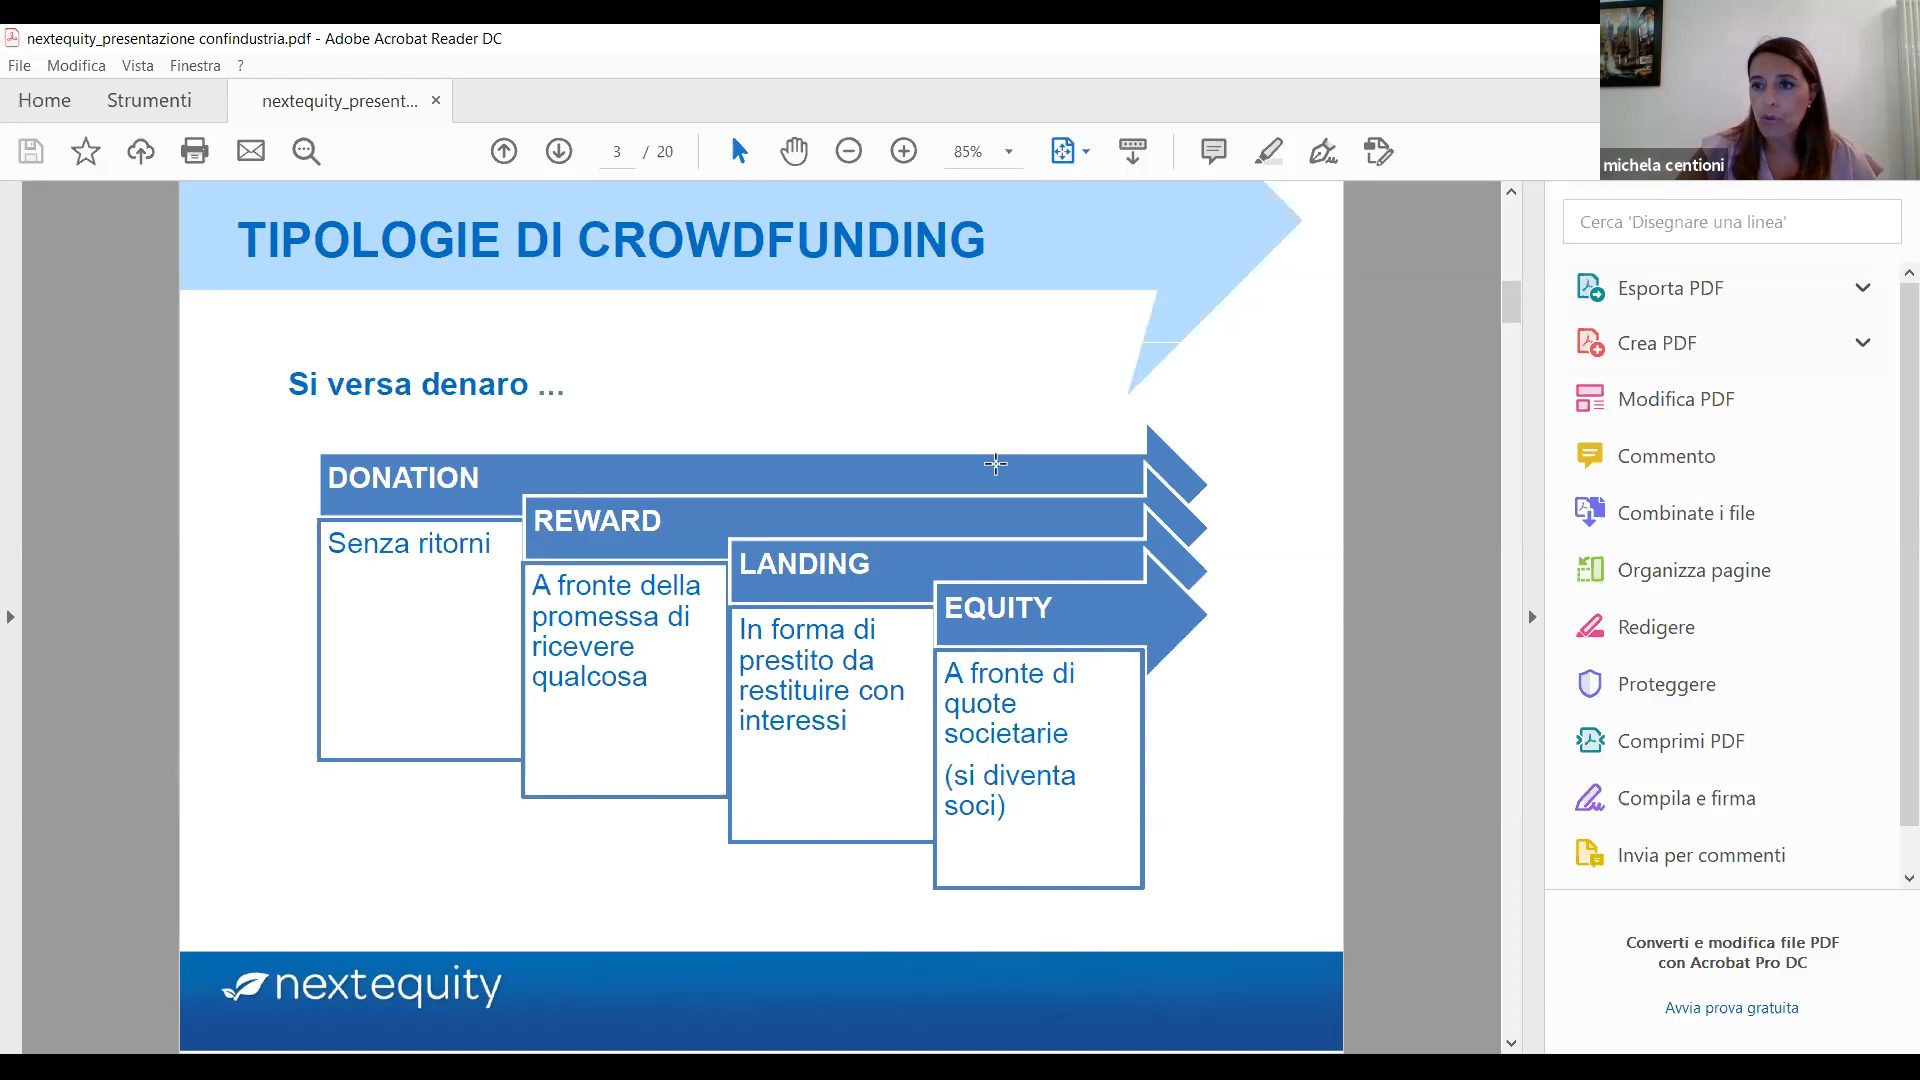 nextequity_presentazione confindustria.pdf - Adobe Acrobat Reader DC
File Modifica Vista Finestra ?
Home Strumenti nextequity_present... ×
3 / 20 85%
michela centioni
TIPOLOGIE DI CROWDFUNDING
Si versa denaro ...
DONATION
Senza ritorni
REWARD
A fronte della
promessa di
ricevere
qualcosa
LANDING
In forma di
prestito da
restituire con
interessi
EQUITY
A fronte di
quote
societarie
(si diventa
soci)
nextequity
Cerca 'Disegnare una linea'
Esporta PDF
Crea PDF
Modifica PDF
Commento
Combinate i file
Organizza pagine
Redigere
Proteggere
Comprimi PDF
Compila e firma
Invia per commenti
Converti e modifica file PDF
con Acrobat Pro DC
Avvia prova gratuita